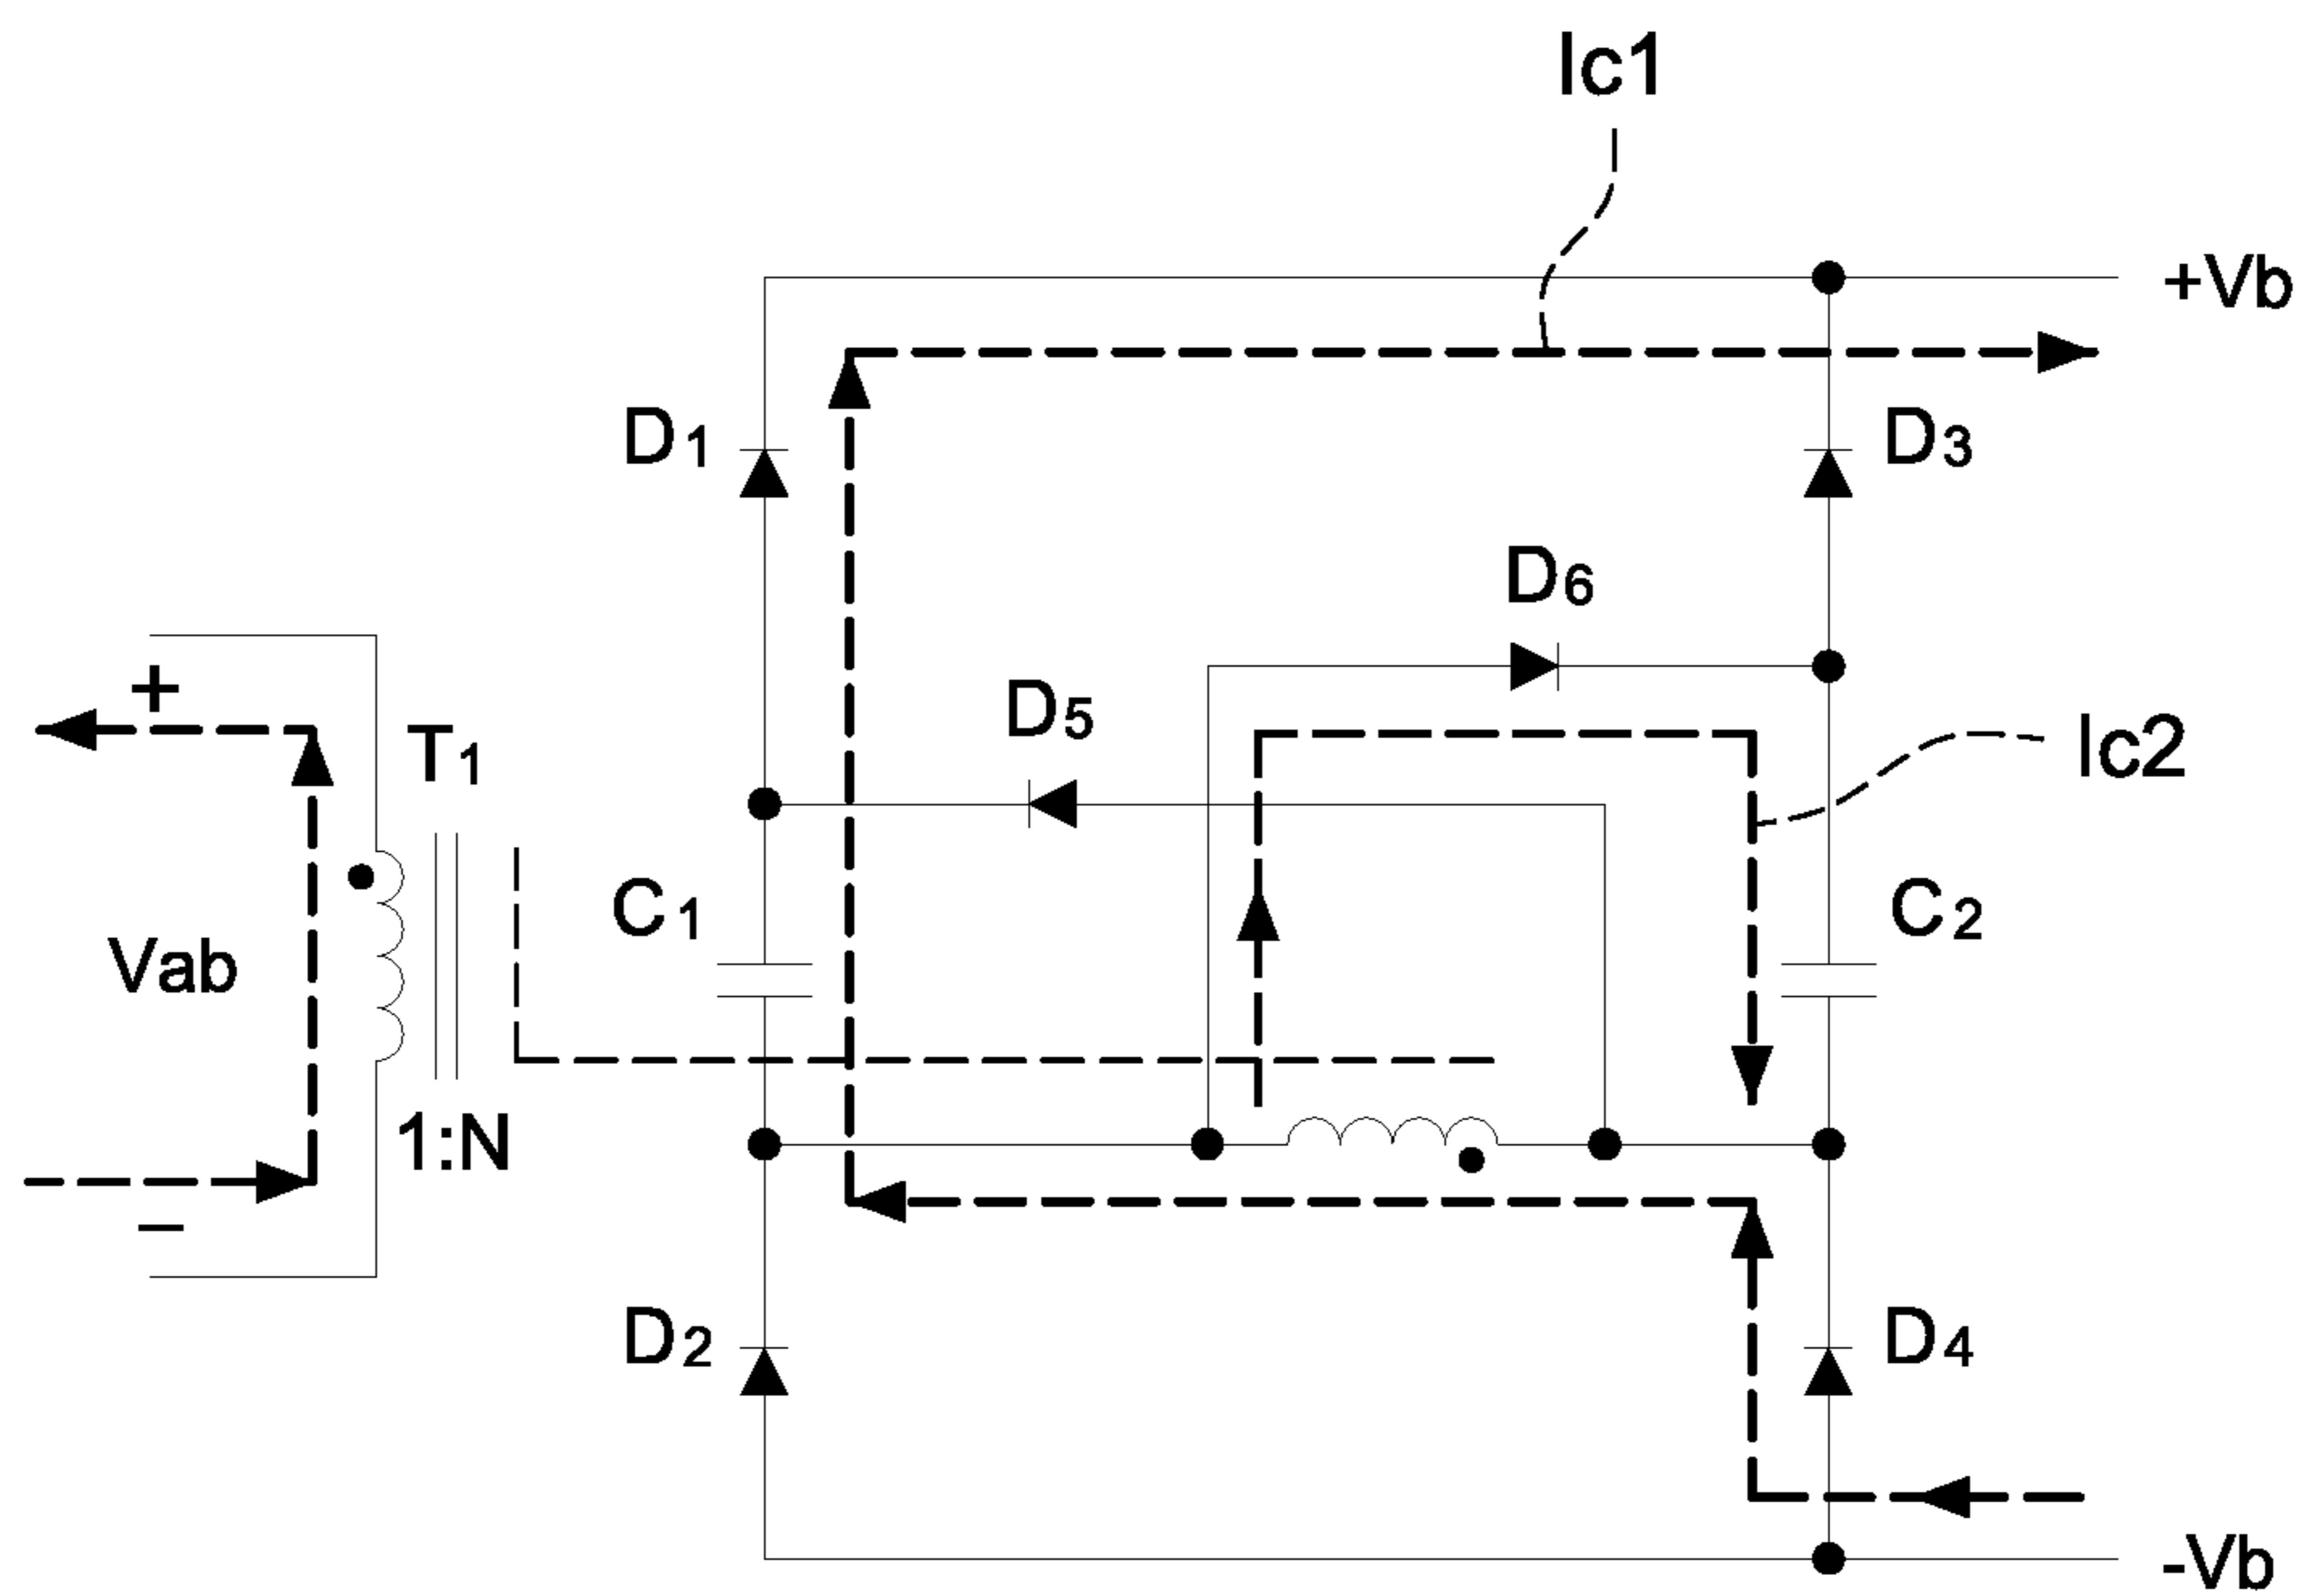 Ic1
+Vb
D1
D3
D6
+
D5
T1
Ic2
C1
C2
Vab
1:N
−
D2
D4
-Vb